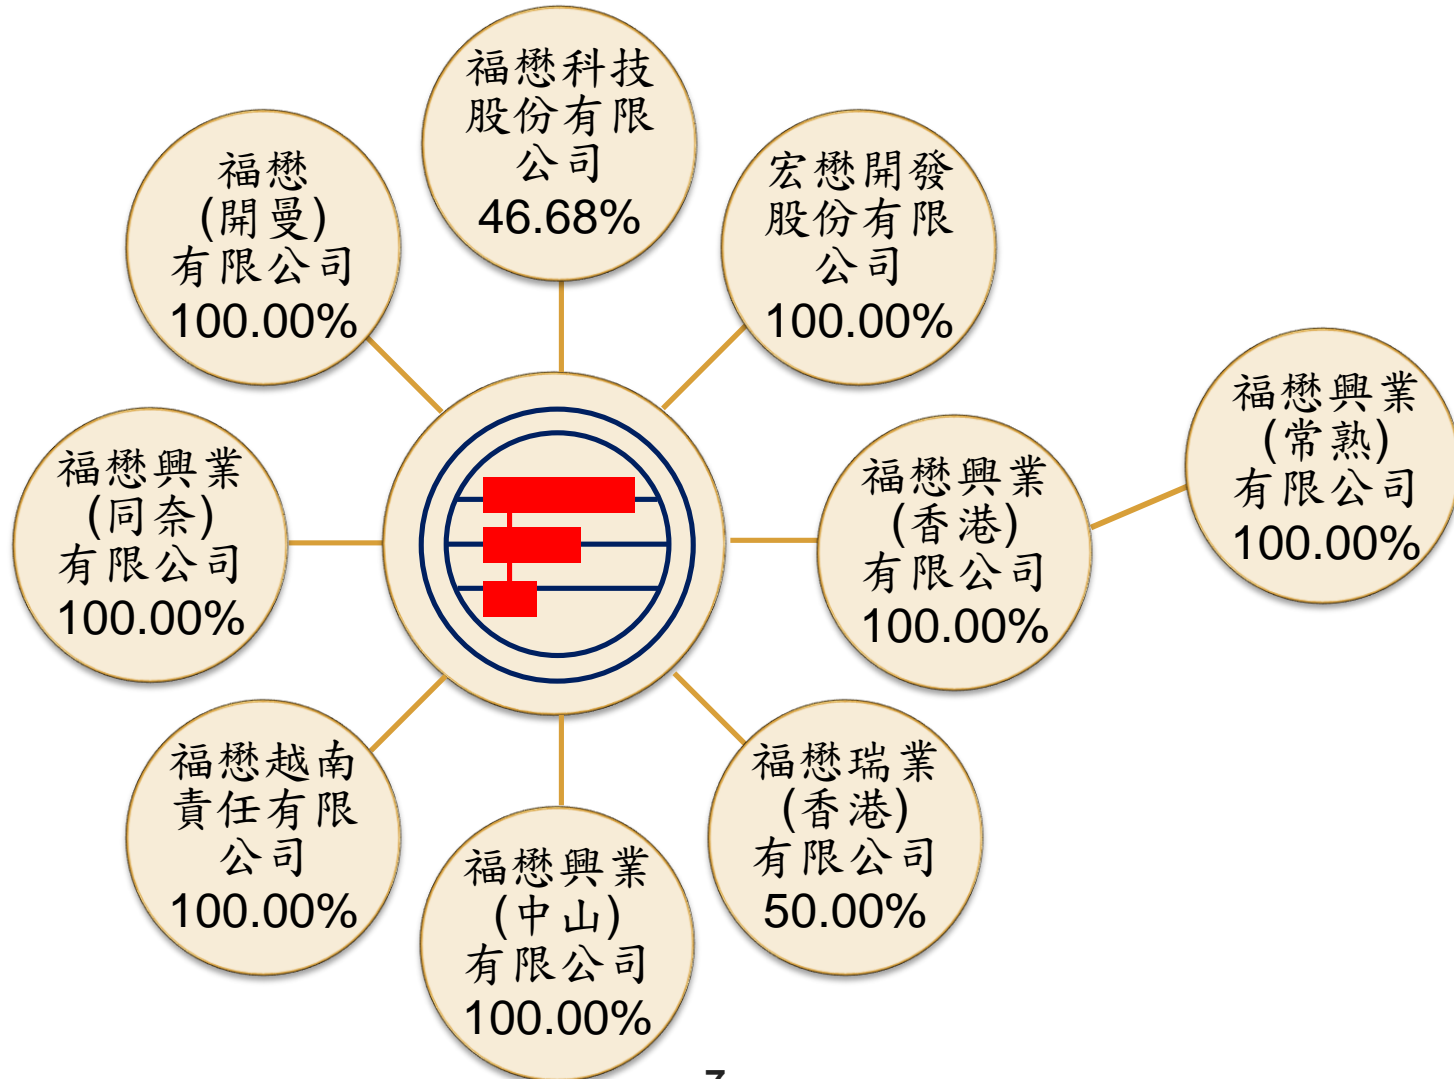 福懋科技
股份有限
公司
46.68%
福懋
(開曼)
有限公司
100.00%
宏懋開發
股份有限
公司
100.00%
福懋興業
(常熟)
有限公司
100.00%
福懋興業
(同奈)
有限公司
100.00%
福懋興業
(香港)
有限公司
100.00%
福懋越南
責任有限
公司
100.00%
福懋瑞業
(香港)
有限公司
50.00%
福懋興業
(中山)
有限公司
100.00%